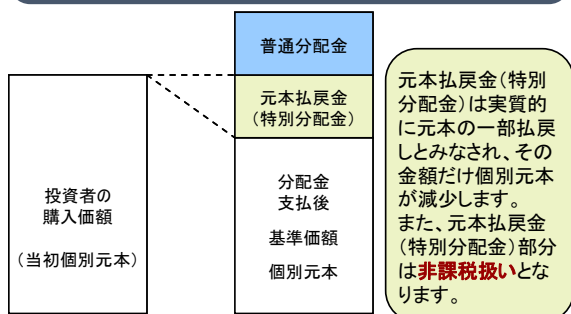 普通分配金
元本払戻金
（特別分配金）
投資者の
購入価額
（当初個別元本）
分配金
支払後
基準価額
個別元本
元本払戻金（特別
分配金）は実質的
に元本の一部払戻
しとみなされ、その
金額だけ個別元本
が減少します。
また、元本払戻金
（特別分配金）部分
は非課税扱いとな
ります。